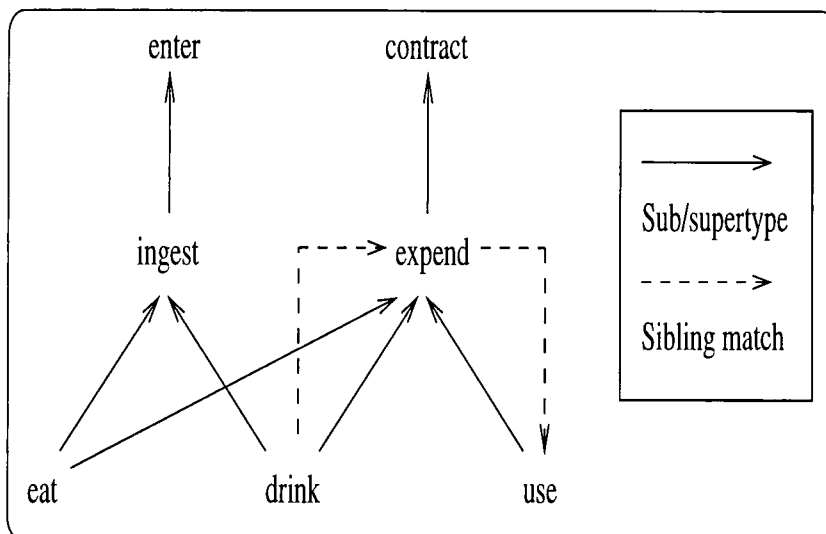 enter contract
ingest expend
Sub/supertype
Sibling match
eat drink use